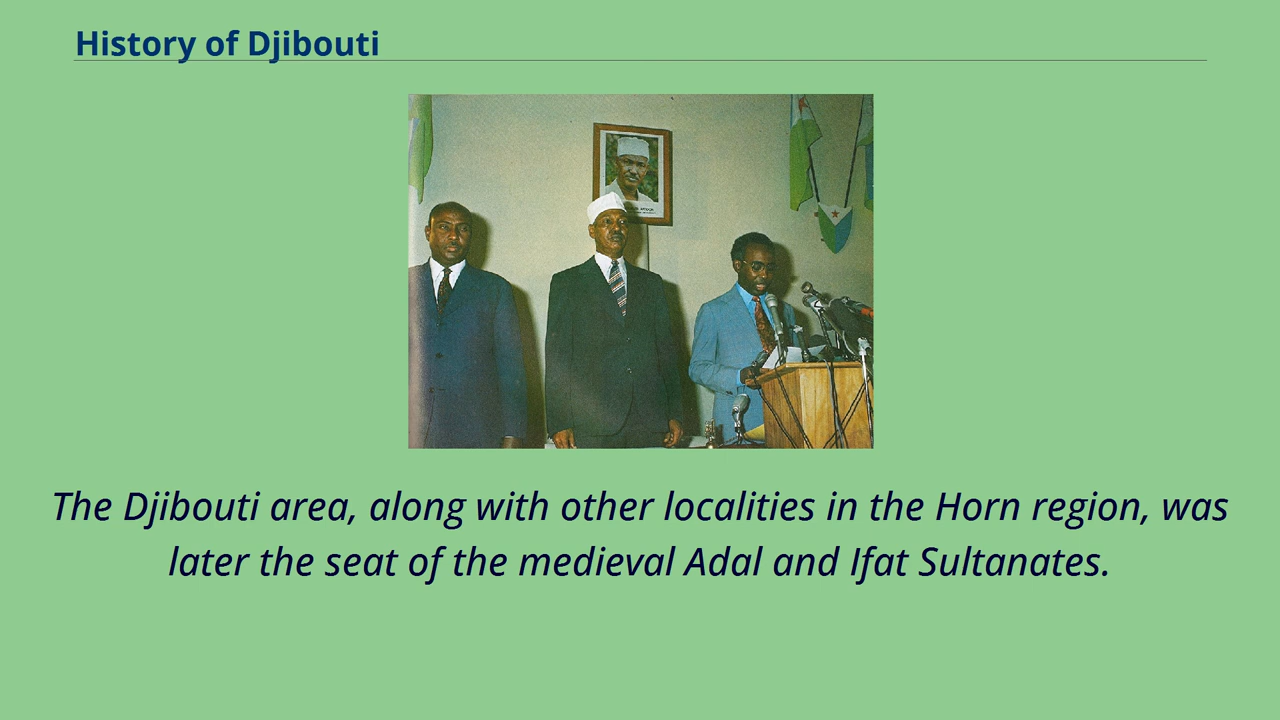 History of Djibouti
The Djibouti area, along with other localities in the Horn region, was
later the seat of the medieval Adal and Ifat Sultanates.